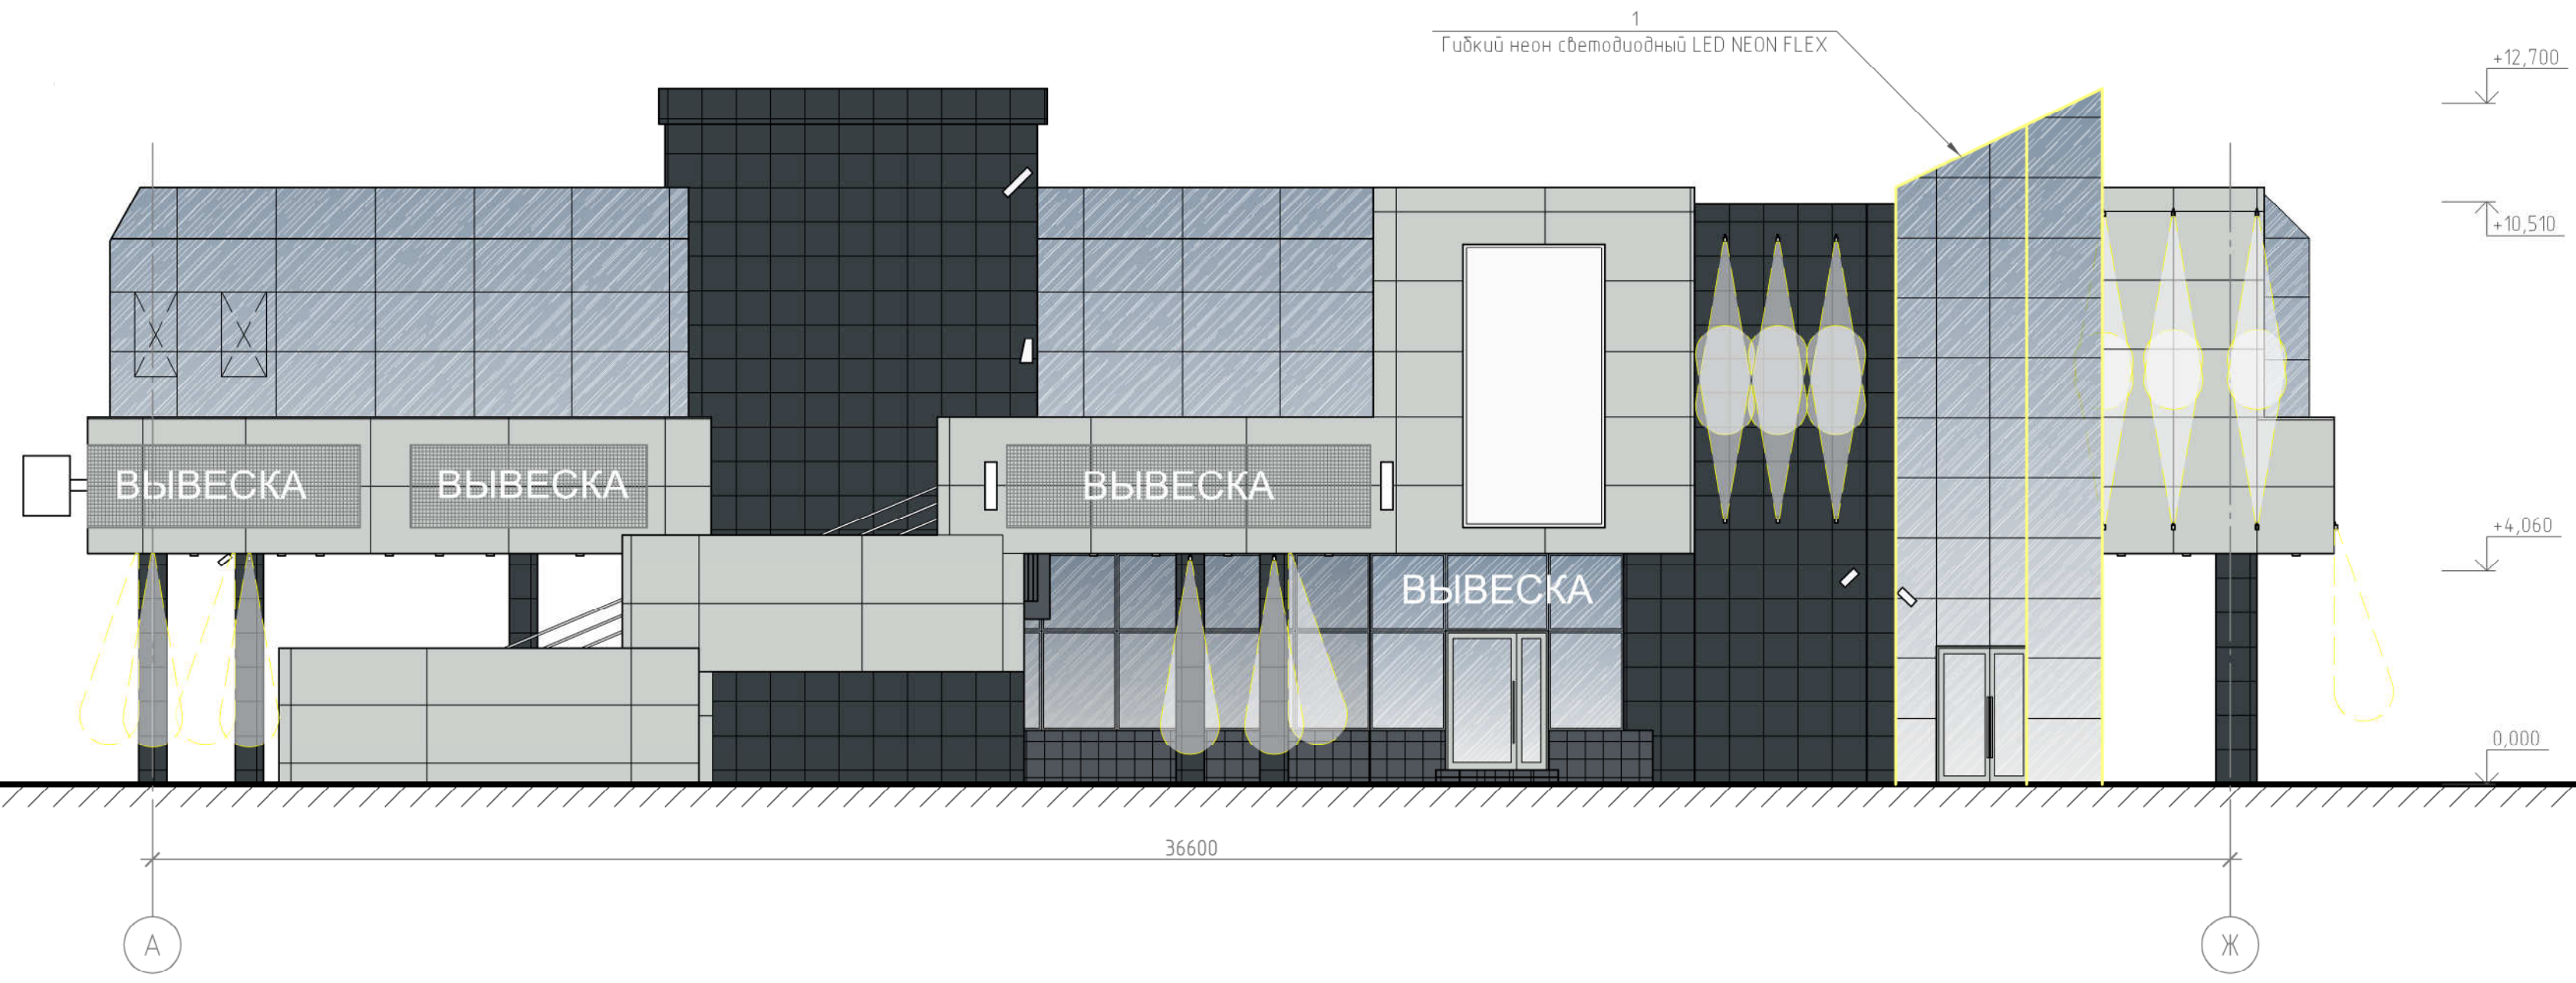 1
Гибкий неон светодиодный LED NEON FLEX
+12,700
+10,510
ВЫВЕСКА
ВЫВЕСКА
ВЫВЕСКА
+4,060
ВЫВЕСКА
0,000
36600
А
Ж